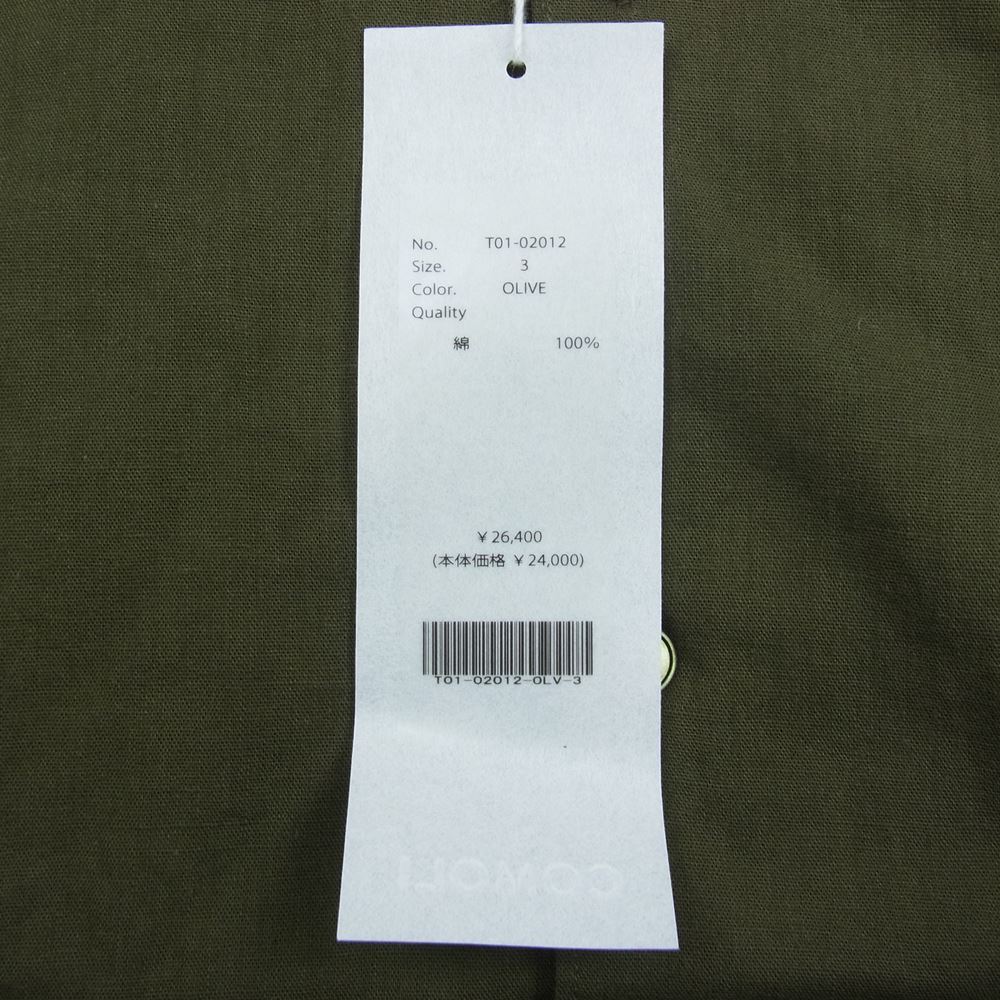 No. T01-02012
Size. 3
Color. OLIVE
Quality
綿 100%
¥26,400
(本体価格 ¥24,000)
T01-02012-OLV-3
COMOLI